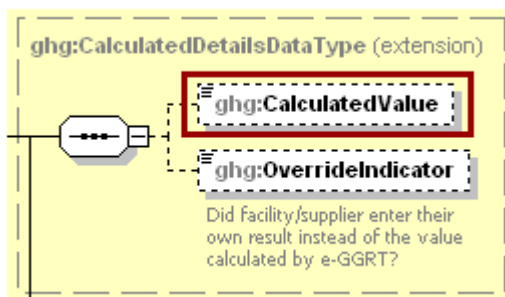 ghg:CalculatedDetailsDataType (extension)
ghg:CalculatedValue
ghg:OverrideIndicator
Did facility/supplier enter their
own result instead of the value
calculated by e-GGRT?